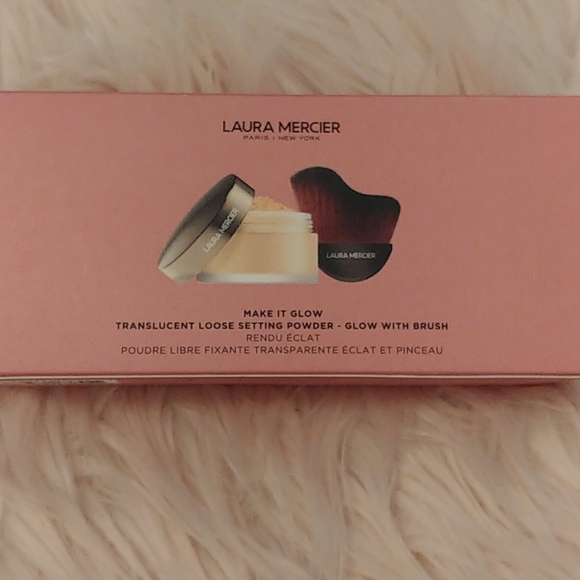 LAURA MERCIER
PARIS | NEW YORK
LAURA MERCIER
LAURA MERCIER
MAKE IT GLOW
TRANSLUCENT LOOSE SETTING POWDER - GLOW WITH BRUSH
RENDU ÉCLAT
POUDRE LIBRE FIXANTE TRANSPARENTE ÉCLAT ET PINCEAU